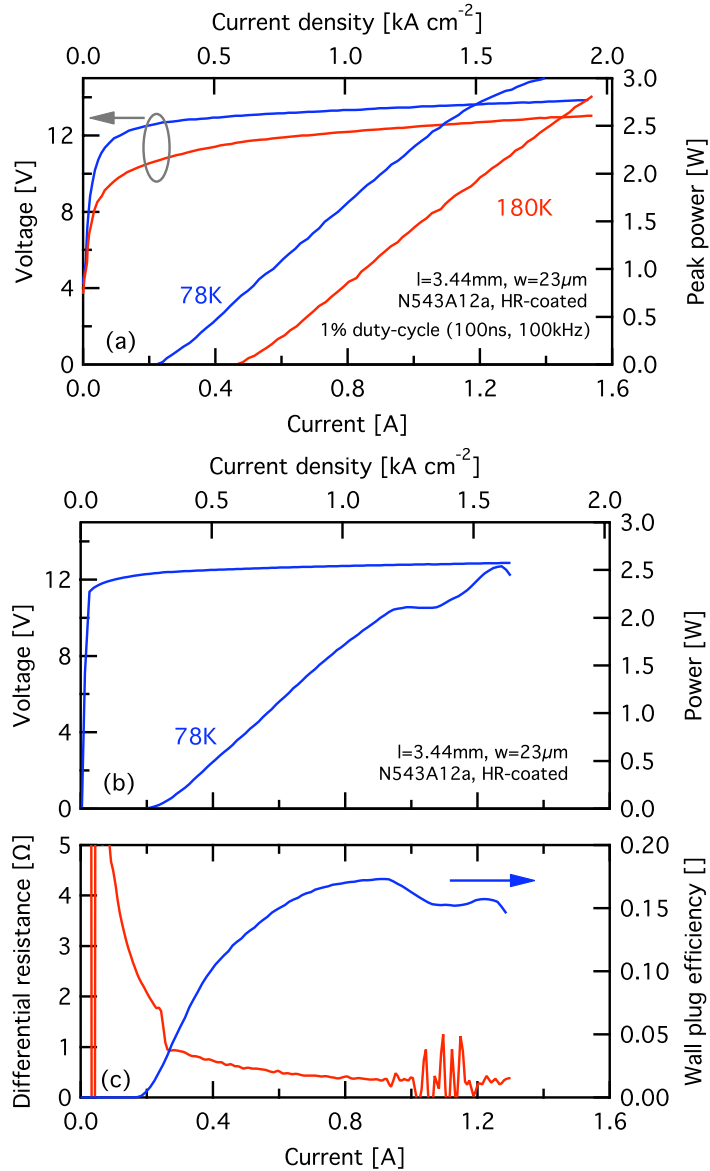 Current density [kA cm-2]
0.0 0.5 1.0 1.5 2.0
12
8
4
0
Voltage [V]
3.0
2.5
2.0
1.5
1.0
0.5
0.0
Peak power [W]
180K
78K
l=3.44mm, w=23µm
N543A12a, HR-coated
1% duty-cycle (100ns, 100kHz)
(a)
0.0 0.4 0.8 1.2 1.6
Current [A]
Current density [kA cm-2]
0.0 0.5 1.0 1.5 2.0
12
8
4
0
Voltage [V]
3.0
2.5
2.0
1.5
1.0
0.5
0.0
Power [W]
78K
l=3.44mm, w=23µm
N543A12a, HR-coated
(b)
5
4
3
2
1
0
Differential resistance [Ω]
0.20
0.15
0.10
0.05
0.00
Wall plug efficiency []
(c)
0.0 0.4 0.8 1.2 1.6
Current [A]